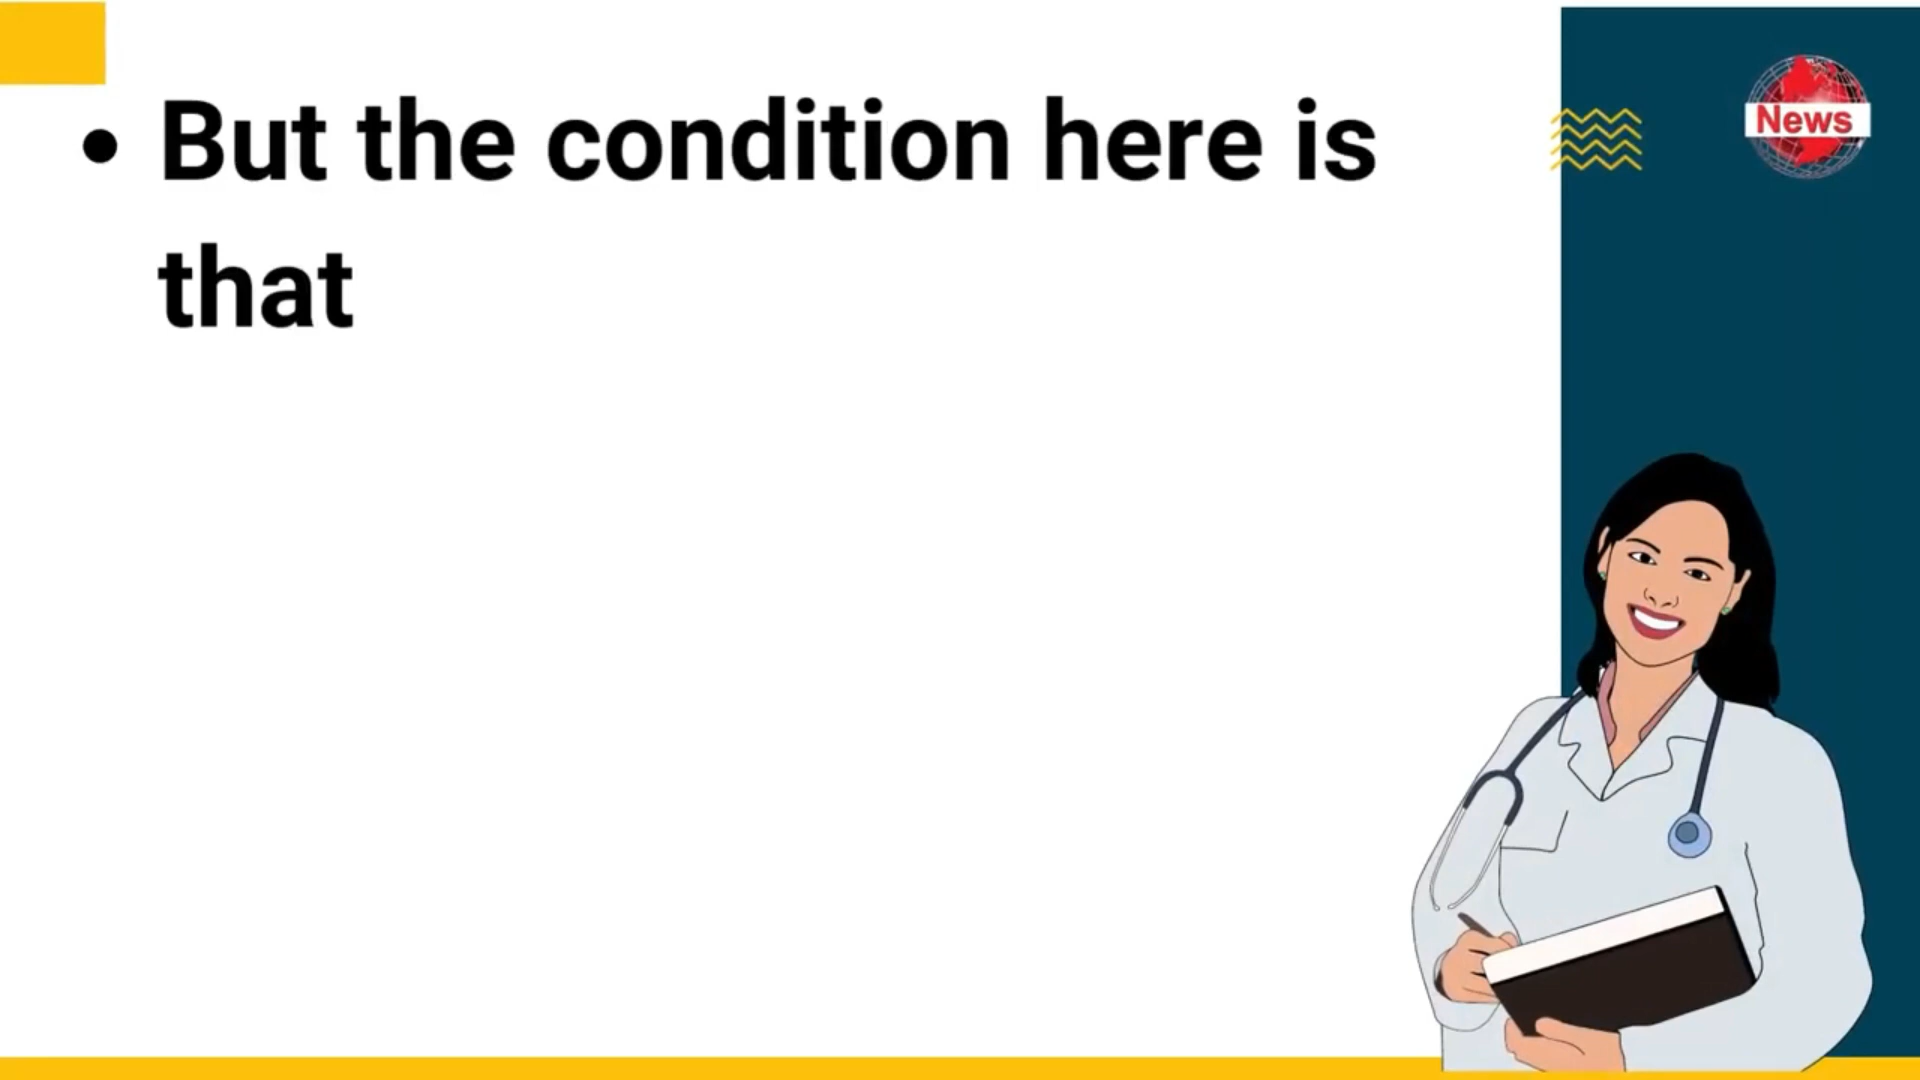 • But the condition here is
that
News